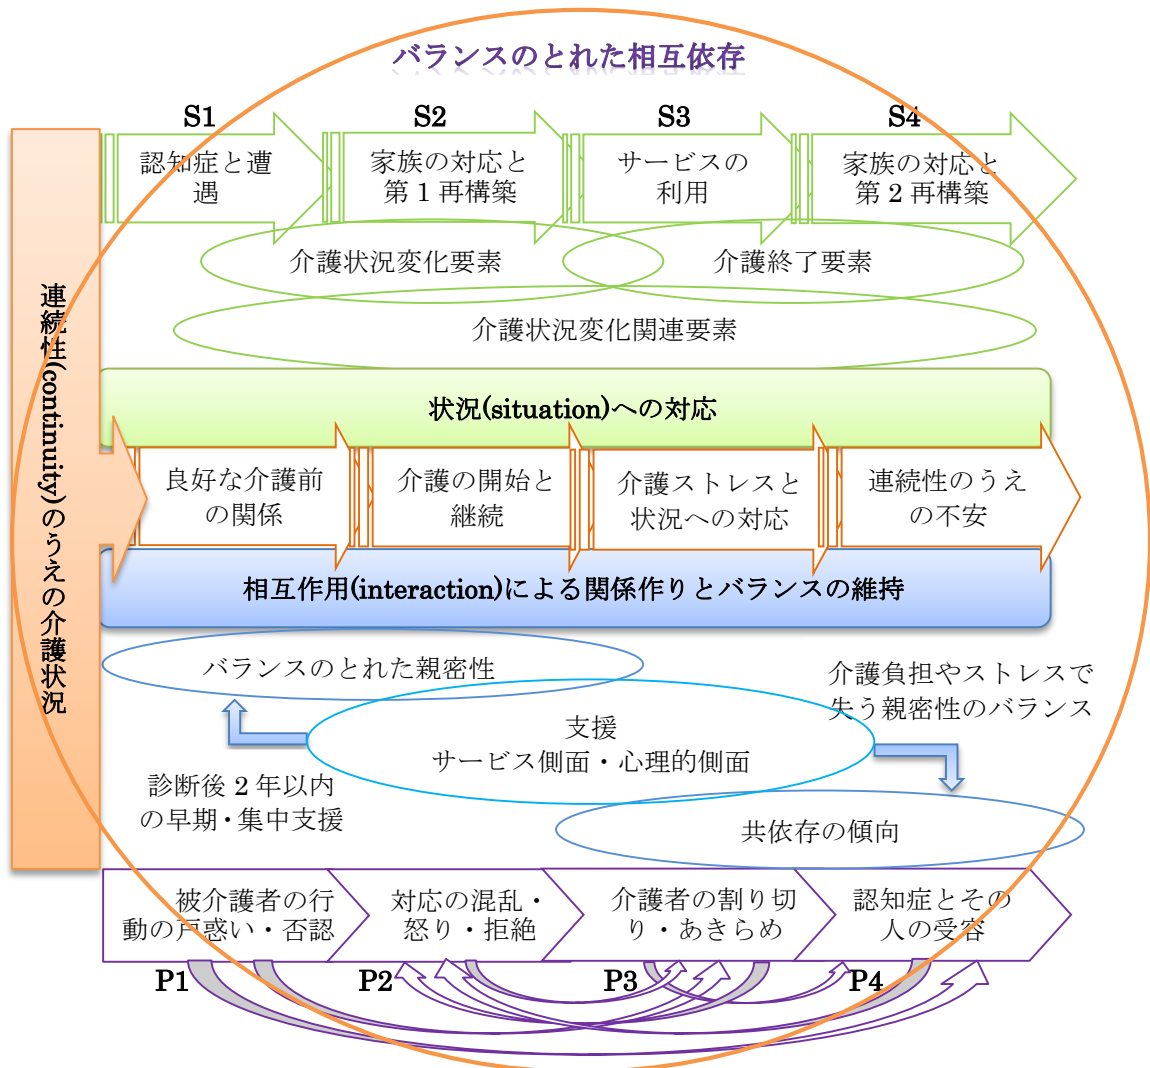 バランスのとれた相互依存
S1
S2
S3
S4
認知症と遭
遇
家族の対応と
第1再構築
サービスの
利用
家族の対応と
第2再構築
介護状況変化要素
介護終了要素
介護状況変化関連要素
連続性(continuity)のうえの介護状況
状況(situation)への対応
良好な介護前
の関係
介護の開始と
継続
介護ストレスと
状況への対応
連続性のうえ
の不安
相互作用(interaction)による関係作りとバランスの維持
バランスのとれた親密性
介護負担やストレスで
失う親密性のバランス
支援
サービス側面・心理的側面
診断後2年以内
の早期・集中支援
共依存の傾向
被介護者の行
動の戸惑い・否認
対応の混乱・
怒り・拒絶
介護者の割り切
り・あきらめ
認知症とその
人の受容
P1
P2
P3
P4